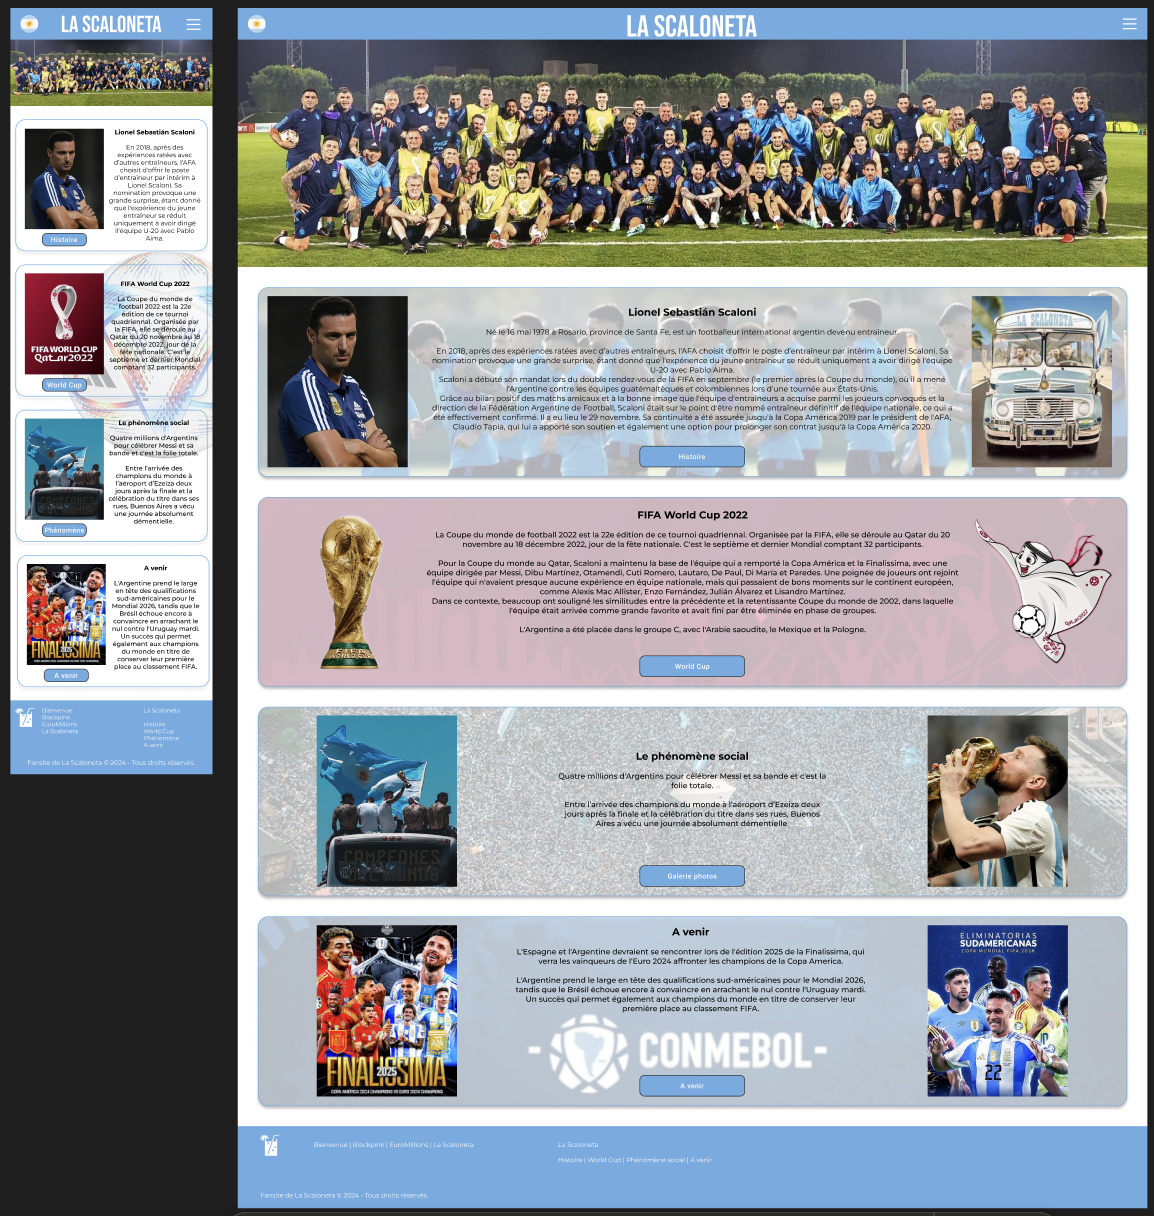 LA SCALONETA
Lionel Sebastián Scaloni
En 2018, après des
expériences ratées avec
d'autres entraîneurs, l'AFA
choisit d'offrir le poste
d'entraîneur par intérim à
Lionel Scaloni. Sa
nomination provoque une
grande surprise, étant donné
que l'expérience du jeune
entraîneur se réduit
uniquement à avoir dirigé
l'équipe U-20 avec Pablo
Aima.
Histoire
FIFA WORLD CUP
Qatar2022
FIFA World Cup 2022
La Coupe du monde de
football 2022 est la 22e
édition de ce tournoi
quadriennal. Organisée par
la FIFA, elle se déroule au
Qatar du 20 novembre au 18
décembre 2022, jour de la
fête nationale. C'est le
septième et dernier Mondial
comptant 32 participants.
World Cup
Le phénomène social
Quatre millions d'Argentins
pour célébrer Messi et sa
bande et c'est la folie totale.
Entre l'arrivée des
champions du monde à
l'aéroport d'Ezeiza deux
jours après la finale et la
célébration du titre dans ses
rues, Buenos Aires a vécu
une journée absolument
démentielle.
CAMPEONES
Phénomène
A venir
L'Argentine prend le large
en tête des qualifications
sud-américaines pour le
Mondial 2026, tandis que le
Brésil échoue encore à
convaincre en arrachant le
nul contre l'Uruguay mardi.
Un succès qui permet
également aux champions
du monde en titre de
conserver leur première
place au classement FIFA.
FINALISSIMA
2025
A venir
Bienvenue
Blackpink
EuroMillions
La Scaloneta
La Scaloneta
Histoire
World Cup
Phénomène
A venir
Fansite de La Scaloneta © 2024 - Tous droits réservés.
LA SCALONETA
Lionel Sebastián Scaloni
Né le 16 mai 1978 à Rosario, province de Santa Fe, est un footballeur international argentin devenu entraîneur.
En 2018, après des expériences ratées avec d'autres entraîneurs, l'AFA choisit d'offrir le poste d'entraîneur par intérim à Lionel Scaloni. Sa
nomination provoque une grande surprise, étant donné que l'expérience du jeune entraîneur se réduit uniquement à avoir dirigé l'équipe
U-20 avec Pablo Aima.
Scaloni a débuté son mandat lors du double rendez-vous de la FIFA en septembre (le premier après la Coupe du monde), où il a mené
l'Argentine contre les équipes guatémaltèques et colombiennes lors d'une tournée aux États-Unis.
Grâce au bilan positif des matchs amicaux et à la bonne image que l'équipe d'entraîneurs a acquise parmi les joueurs convoqués et la
direction de la Fédération Argentine de Football, Scaloni était sur le point d'être nommé entraîneur définitif de l'équipe nationale, ce qui a
été effectivement confirmé. Il a eu lieu le 29 novembre. Sa continuité a été assurée jusqu'à la Copa América 2019 par le président de l'AFA,
Claudio Tapia, qui lui a apporté son soutien et également une option pour prolonger son contrat jusqu'à la Copa América 2020.
LA SCALONETA
Histoire
FIFA World Cup 2022
La Coupe du monde de football 2022 est la 22e édition de ce tournoi quadriennal. Organisée par la FIFA, elle se déroule au Qatar du 20
novembre au 18 décembre 2022, jour de la fête nationale. C'est le septième et dernier Mondial comptant 32 participants.
Pour la Coupe du monde au Qatar, Scaloni a maintenu la base de l'équipe qui a remporté la Copa América et la Finalissima, avec une
équipe dirigée par Messi, Dibu Martínez, Otamendi, Cuti Romero, Lautaro, De Paul, Di María et Paredes. Une poignée de joueurs ont rejoint
l'équipe qui n'avaient presque aucune expérience en équipe nationale, mais qui passaient de bons moments sur le continent européen,
comme Alexis Mac Allister, Enzo Fernández, Julián Álvarez et Lisandro Martínez.
Dans ce contexte, beaucoup ont souligné les similitudes entre la précédente et la retentissante Coupe du monde de 2002, dans laquelle
l'équipe était arrivée comme grande favorite et avait fini par être éliminée en phase de groupes.
L'Argentine a été placée dans le groupe C, avec l'Arabie saoudite, le Mexique et la Pologne.
World Cup
Le phénomène social
Quatre millions d'Argentins pour célébrer Messi et sa bande et c'est la
folie totale.
Entre l'arrivée des champions du monde à l'aéroport d'Ezeiza deux
jours après la finale et la célébration du titre dans ses rues, Buenos
Aires a vécu une journée absolument démentielle.
CAMPEONES
DEL MUNDO
Galerie photos
A venir
L'Espagne et l'Argentine devraient se rencontrer lors de l'édition 2025 de la Finalissima, qui
verra les vainqueurs de l'Euro 2024 affronter les champions de la Copa America.
L'Argentine prend le large en tête des qualifications sud-américaines pour le Mondial 2026,
tandis que le Brésil échoue encore à convaincre en arrachant le nul contre l'Uruguay mardi.
Un succès qui permet également aux champions du monde en titre de conserver leur
première place au classement FIFA.
FINALISSIMA
2025
COPA AMÉRICA 2024 CHAMPIONS VS EURO 2024 CHAMPIONS
ELIMINATORIAS
SUDAMERICANAS
COPA MUNDIAL FIFA 2026
22
-CONMEBOL-
A venir
Bienvenue | Blackpink | EuroMillions | La Scaloneta
La Scaloneta
Histoire | World Cup | Phénomène social | A venir
Fansite de La Scaloneta © 2024 - Tous droits réservés.